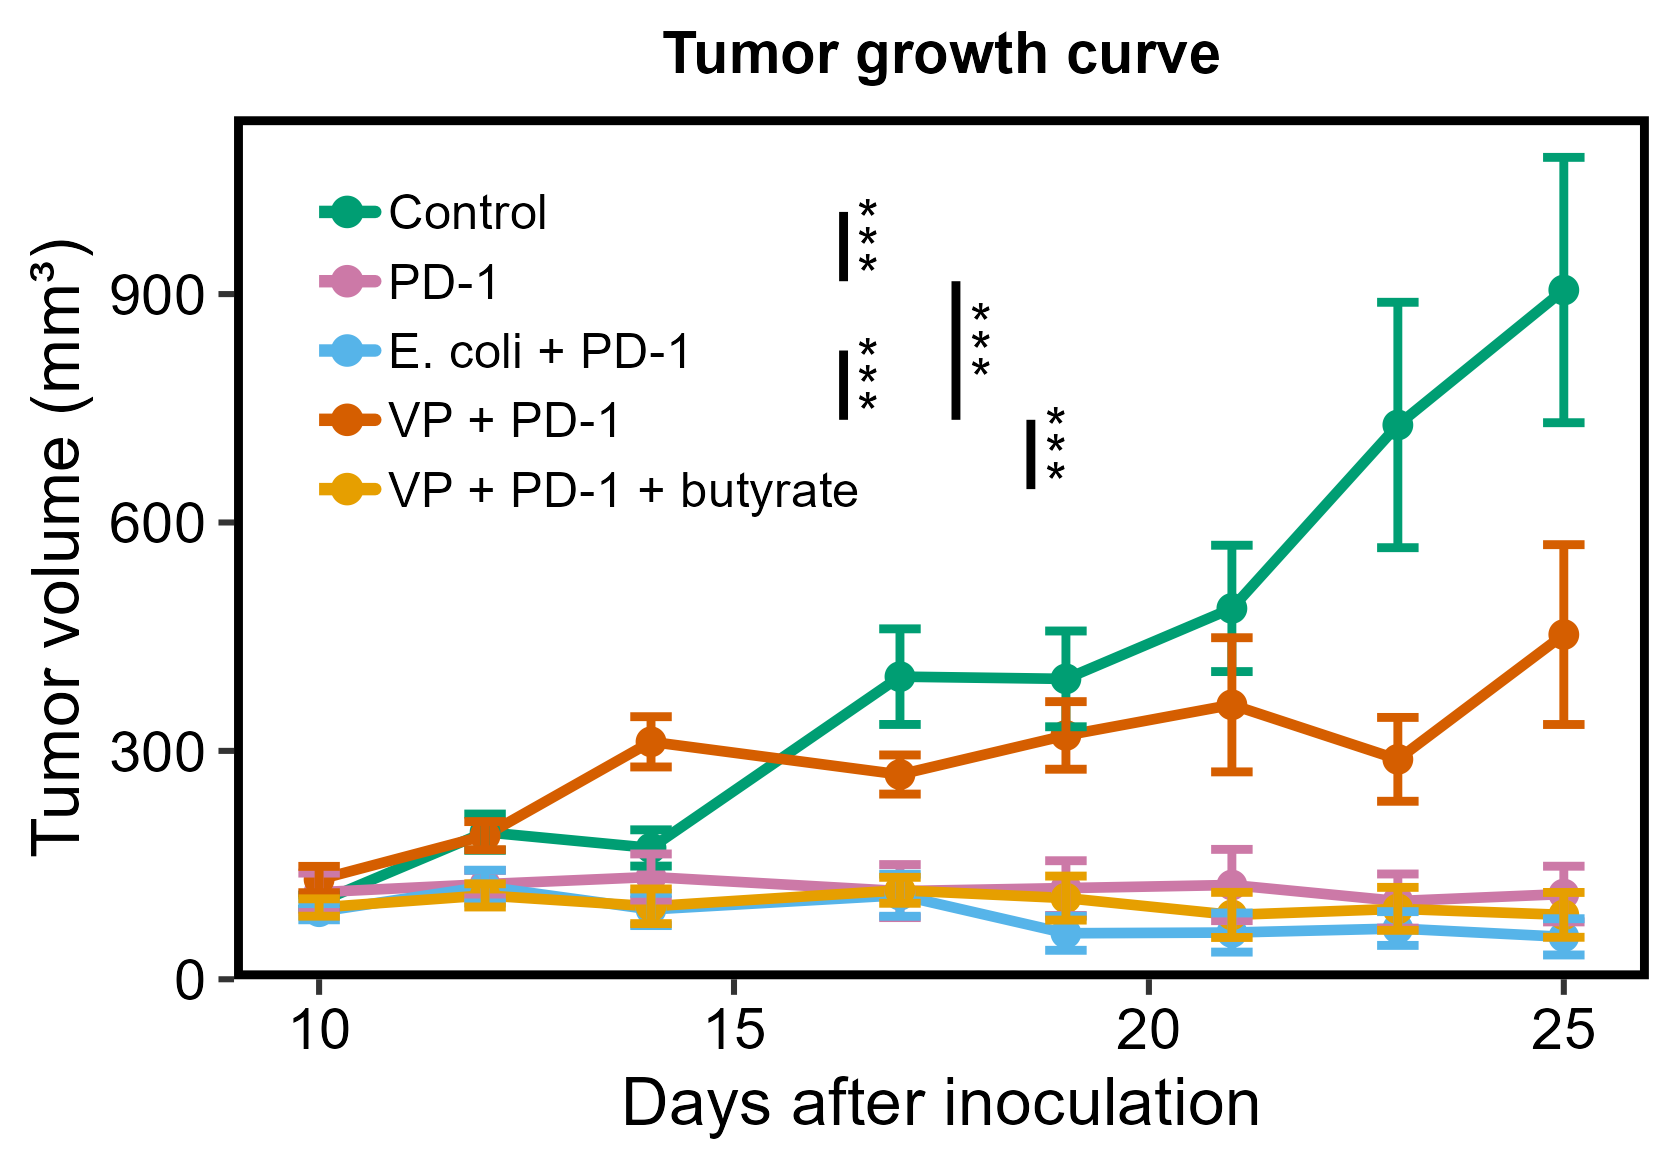 Tumor growth curve
Tumor volume (mm³)
900
600
300
0
Control
PD-1
E. coli + PD-1
VP + PD-1
VP + PD-1 + butyrate
***
***
***
***
10
15
20
25
Days after inoculation